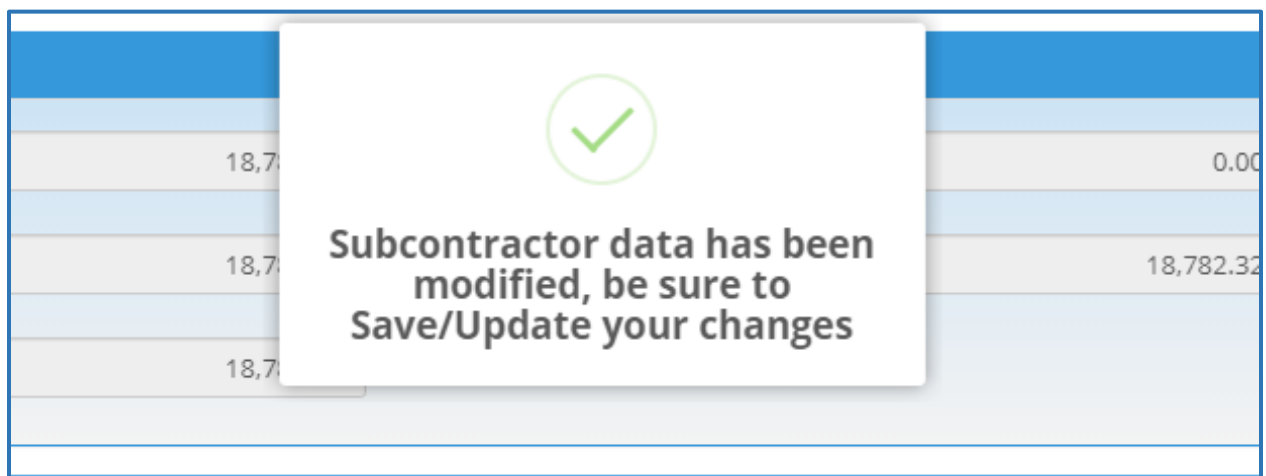 0.00
Subcontractor data has been
18,782.32
modified, be sure to
Save/Update your changes